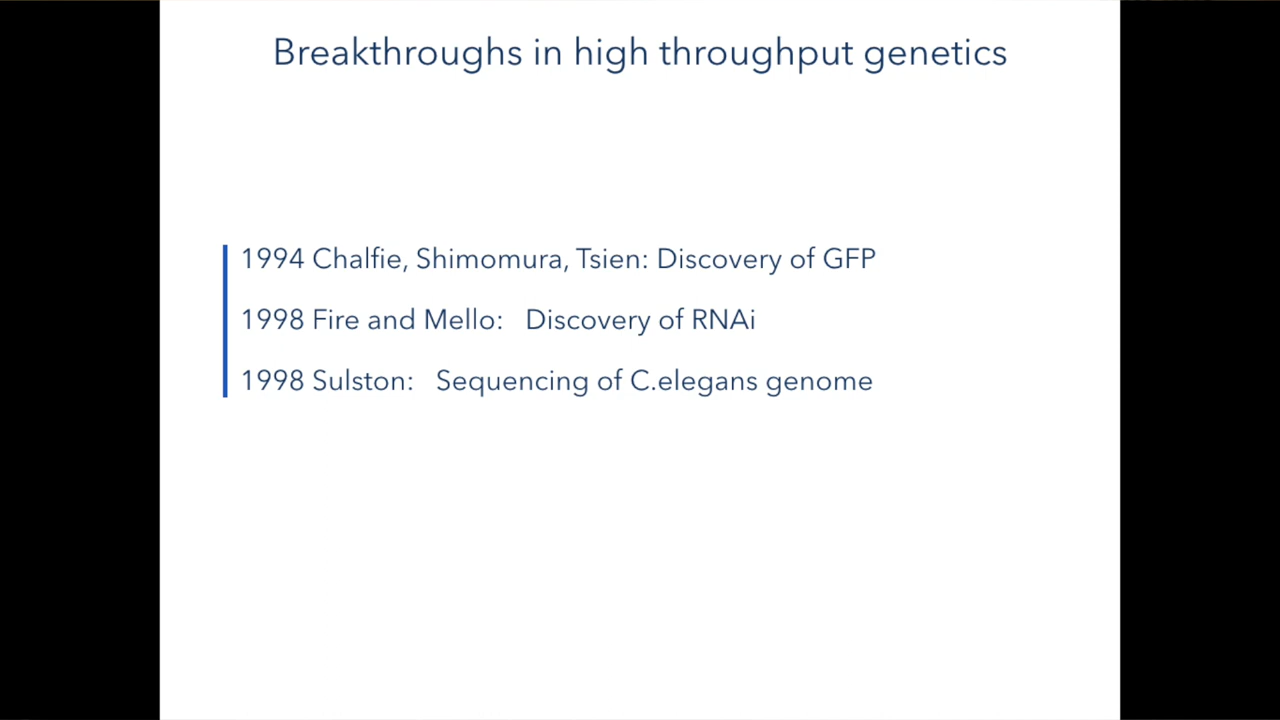 Breakthroughs in high throughput genetics
1994 Chalfie, Shimomura, Tsien: Discovery of GFP
1998 Fire and Mello: Discovery of RNAi
1998 Sulston: Sequencing of C.elegans genome